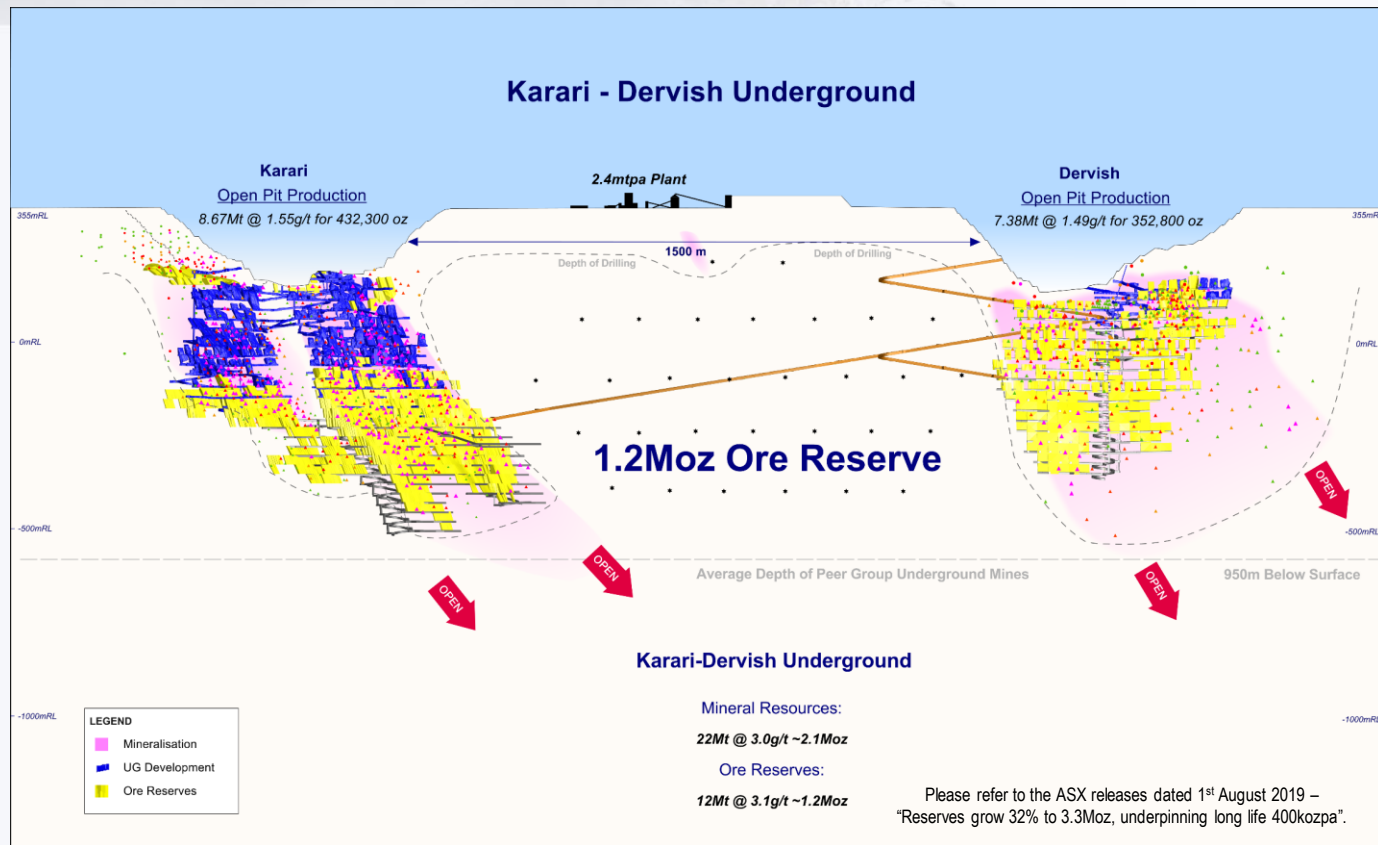 Karari - Dervish Underground
Karari
Open Pit Production
8.67Mt @ 1.55g/t for 432,300 oz
2.4mtpa Plant
Dervish
Open Pit Production
7.38Mt @ 1.49g/t for 352,800 oz
355mRL
355mRL
1500 m
Depth of Drilling
Depth of Drilling
0mRL
0mRL
1.2Moz Ore Reserve
OPEN
-500mRL
-500mRL
OPEN
Average Depth of Peer Group Underground Mines
950m Below Surface
OPEN
OPEN
Karari-Dervish Underground
Mineral Resources:
22Mt @ 3.0g/t ~2.1Moz
Ore Reserves:
12Mt @ 3.1g/t ~1.2Moz
-1000mRL
-1000mRL
LEGEND
Mineralisation
UG Development
Ore Reserves
Please refer to the ASX releases dated 1st August 2019 –
“Reserves grow 32% to 3.3Moz, underpinning long life 400kozpa”.